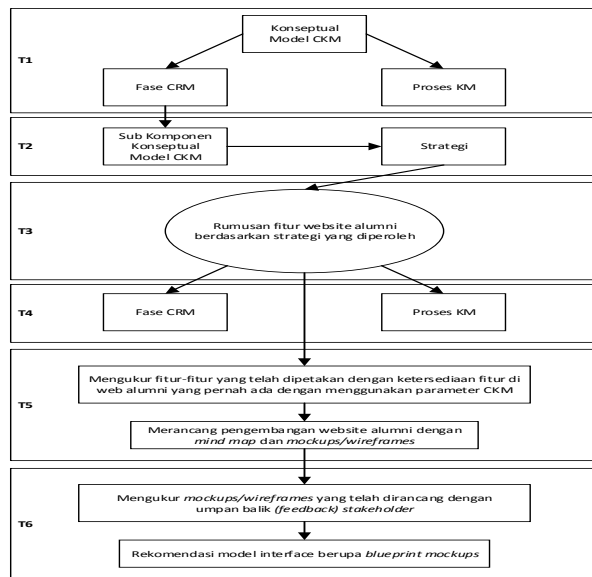 Konseptual
Model CKM
T1
Fase CRM
Proses KM
T2
Sub Komponen
Konseptual
Model CKM
Strategi
T3
Rumusan fitur website alumni
berdasarkan strategi yang diperoleh
T4
Fase CRM
Proses KM
T5
Mengukur fitur-fitur yang telah dipetakan dengan ketersediaan fitur di
web alumni yang pernah ada dengan menggunakan parameter CKM
Merancang pengembangan website alumni dengan
mind map dan mockups/wireframes
T6
Mengukur mockups/wireframes yang telah dirancang dengan
umpan balik (feedback) stakeholder
Rekomendasi model interface berupa blueprint mockups